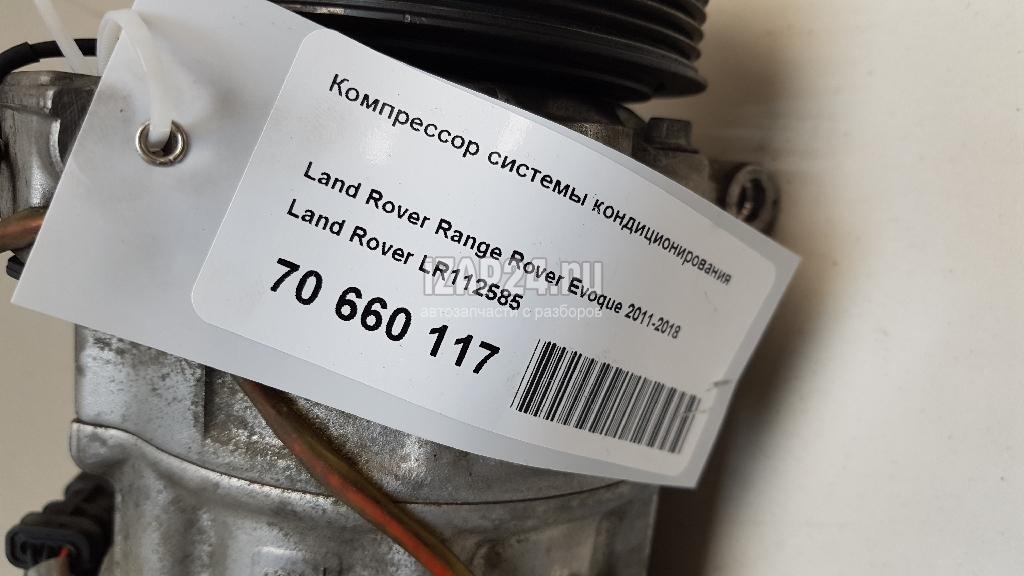 Компрессор системы кондиционирования
Land Rover Range Rover Evoque 2011-2018
Land Rover LR112585
70 660 117
IZAP24.ru
автозапчасти с разборов